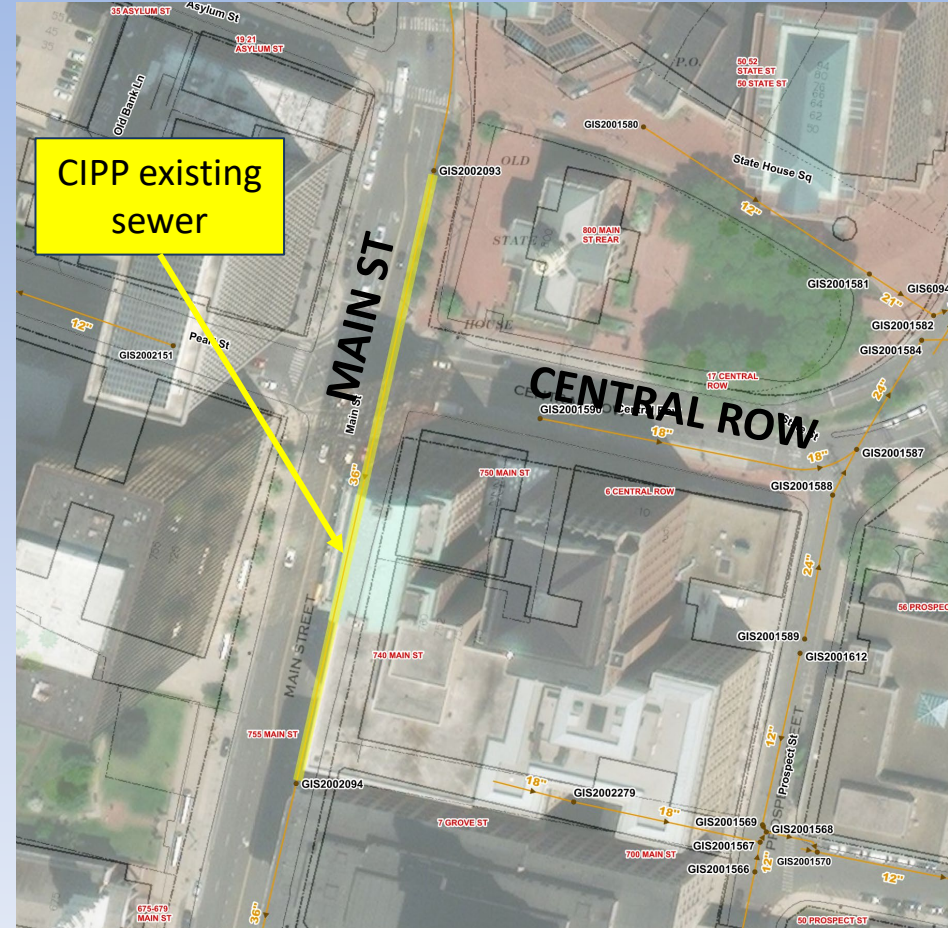 35 ASYLUM ST
Asylum St
19 21
ASYLUM ST
Old Bank Ln
P.O.
50 52
STATE ST
50 STATE ST
GIS2001580
State House Sq
12"
CIPP existing
sewer
GIS2002093
OLD
STATE
HOUSE
800 MAIN
ST REAR
MAIN ST
GIS2001581
21"
GIS6094
GIS2001582
GIS2001584
12"
GIS2002151
Pearl St
17 CENTRAL
ROW
CENTRAL ROW
GIS2001590
Central Row
24"
Main St
18"
18"
GIS2001587
GIS2001588
36"
750 MAIN ST
6 CENTRAL ROW
24"
56 PROSPEC
MAIN STREET
740 MAIN ST
GIS2001589
GIS2001612
755 MAIN ST
12"
Prospect St
GIS2002094
18"
GIS2002279
18"
7 GROVE ST
GIS2001569
GIS2001568
GIS2001567
700 MAIN ST
GIS2001570
GIS2001566
12"
12"
36"
675-679
MAIN ST
50 PROSPECT ST